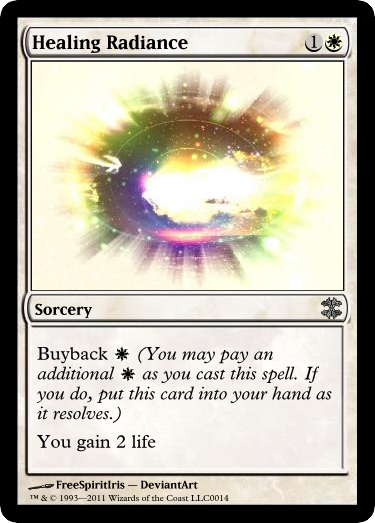 Healing Radiance 1
Sorcery
Buyback (You may pay an
additional as you cast this spell. If
you do, put this card into your hand as
it resolves.)
You gain 2 life
FreeSpiritIris — DeviantArt
™ & © 1993—2011 Wizards of the Coast LLC0014